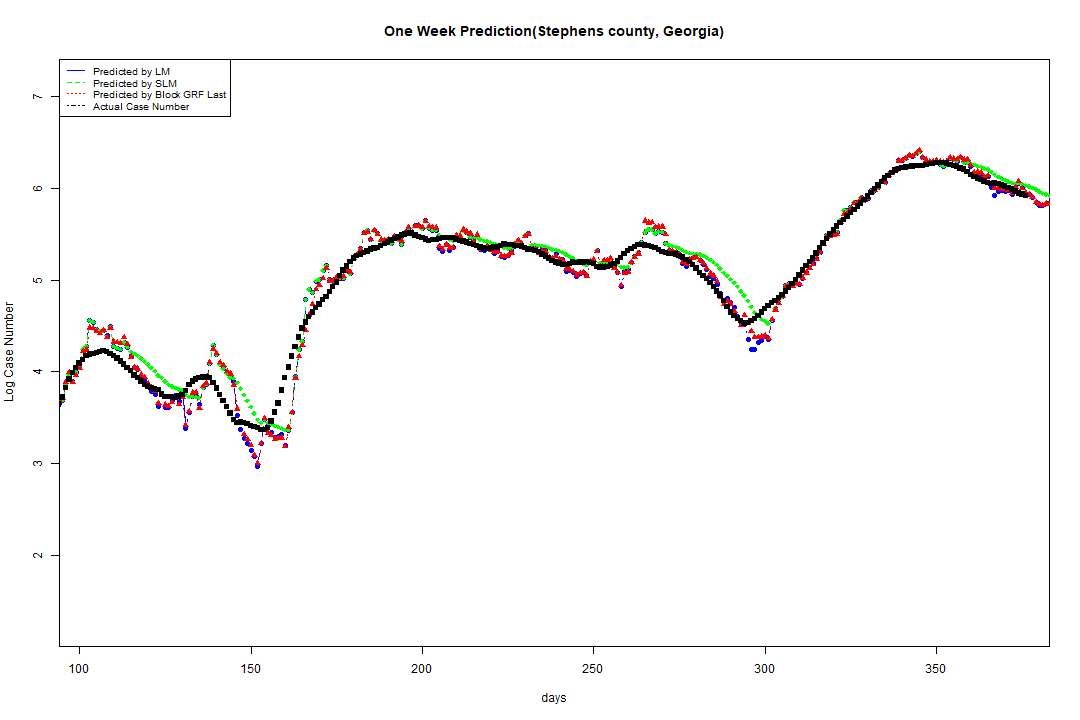 One Week Prediction(Stephens county, Georgia)
Predicted by LM
Predicted by SLM
Predicted by Block GRF Last
Actual Case Number
7
6
5
4
3
2
Log Case Number
100 150 200 250 300 350
days